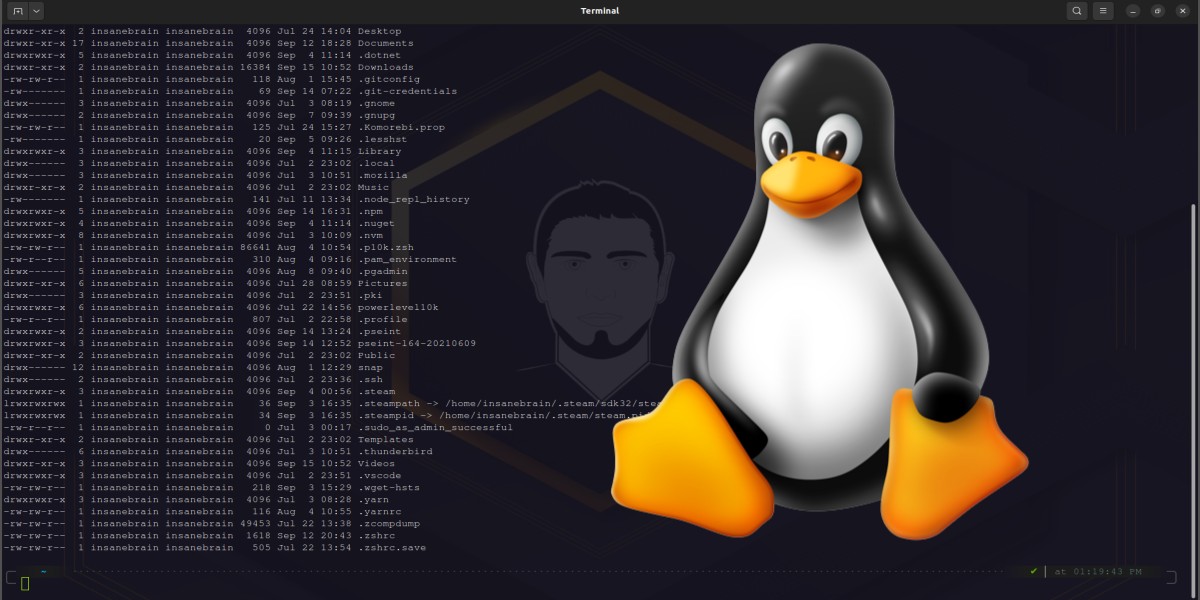 Terminal
drwxr-xr-x  2 insanebrain insanebrain  4096 Jul 24 14:04 Desktop
drwxr-xr-x 17 insanebrain insanebrain  4096 Sep 12 18:28 Documents
drwxr-xr-x  5 insanebrain insanebrain  4096 Sep  4 11:14 .dotnet
drwxr-xr-x  2 insanebrain insanebrain 16384 Sep 15 10:52 Downloads
-rw-rw-r--  1 insanebrain insanebrain   118 Aug  1 15:45 .gitconfig
-rw-------  1 insanebrain insanebrain    69 Sep 14 07:22 .git-credentials
drwx------  3 insanebrain insanebrain  4096 Jul  3 08:19 .gnome
drwx------  2 insanebrain insanebrain  4096 Sep  7 09:39 .gnupg
-rw-rw-r--  1 insanebrain insanebrain   125 Jul 24 15:27 .Komorebi.prop
-rw-------  1 insanebrain insanebrain    20 Sep  5 09:26 .lesshst
drwxrwxr-x  3 insanebrain insanebrain  4096 Sep  4 11:15 Library
drwx------  3 insanebrain insanebrain  4096 Jul  2 23:02 .local
drwx------  3 insanebrain insanebrain  4096 Jul  3 10:51 .mozilla
drwxr-xr-x  2 insanebrain insanebrain  4096 Jul  2 23:02 Music
-rw-------  1 insanebrain insanebrain   141 Jul 11 13:34 .node_repl_history
drwxrwxr-x  5 insanebrain insanebrain  4096 Sep 14 16:31 .npm
drwxrwxr-x  4 insanebrain insanebrain  4096 Sep  4 11:14 .nuget
drwxrwxr-x  8 insanebrain insanebrain  4096 Jul  3 10:09 .nvm
-rw-rw-r--  1 insanebrain insanebrain 86641 Aug  4 10:54 .p10k.zsh
-rw-r--r--  1 insanebrain insanebrain   310 Aug  4 09:16 .pam_environment
drwx------  5 insanebrain insanebrain  4096 Aug  8 09:40 .pgadmin
drwxr-xr-x  6 insanebrain insanebrain  4096 Jul 28 08:59 Pictures
drwx------  3 insanebrain insanebrain  4096 Jul  2 23:51 .pki
drwxrwxr-x  6 insanebrain insanebrain  4096 Jul 22 14:56 powerlevel10k
-rw-r--r--  1 insanebrain insanebrain   807 Jul  2 22:58 .profile
drwxrwxr-x  3 insanebrain insanebrain  4096 Sep 14 13:24 .pseint
drwxrwxr-x  3 insanebrain insanebrain  4096 Sep 14 12:52 pseint-164-20210609
drwxr-xr-x  2 insanebrain insanebrain  4096 Jul  2 23:02 Public
drwx------ 12 insanebrain insanebrain  4096 Aug  1 12:29 snap
drwx------  2 insanebrain insanebrain  4096 Jul  2 23:36 .ssh
drwxrwxr-x  3 insanebrain insanebrain  4096 Sep  4 00:56 .steam
lrwxrwxrwx  1 insanebrain insanebrain    36 Sep  3 16:35 .steampath -> /home/insanebrain/.steam/sdk32/stea
lrwxrwxrwx  1 insanebrain insanebrain    34 Sep  3 16:35 .steampid -> /home/insanebrain/.steam/steam.pi
-rw-r--r--  1 insanebrain insanebrain     0 Jul  3 00:17 .sudo_as_admin_successful
drwxr-xr-x  2 insanebrain insanebrain  4096 Jul  2 23:02 Templates
drwx------  6 insanebrain insanebrain  4096 Jul  3 10:51 .thunderbird
drwxr-xr-x  3 insanebrain insanebrain  4096 Sep 15 10:52 Videos
drwxrwxr-x  3 insanebrain insanebrain  4096 Jul  2 23:51 .vscode
-rw-rw-r--  1 insanebrain insanebrain   218 Sep  3 15:29 .wget-hsts
drwxrwxr-x  3 insanebrain insanebrain  4096 Jul  3 08:28 .yarn
-rw-rw-r--  1 insanebrain insanebrain   116 Aug  4 10:55 .yarnrc
-rw-rw-r--  1 insanebrain insanebrain 49453 Jul 22 13:38 .zcompdump
-rw-rw-r--  1 insanebrain insanebrain  1618 Sep 12 20:43 .zshrc
-rw-rw-r--  1 insanebrain insanebrain   505 Jul 22 13:54 .zshrc.save
~ ✔ | at 01:19:43 PM